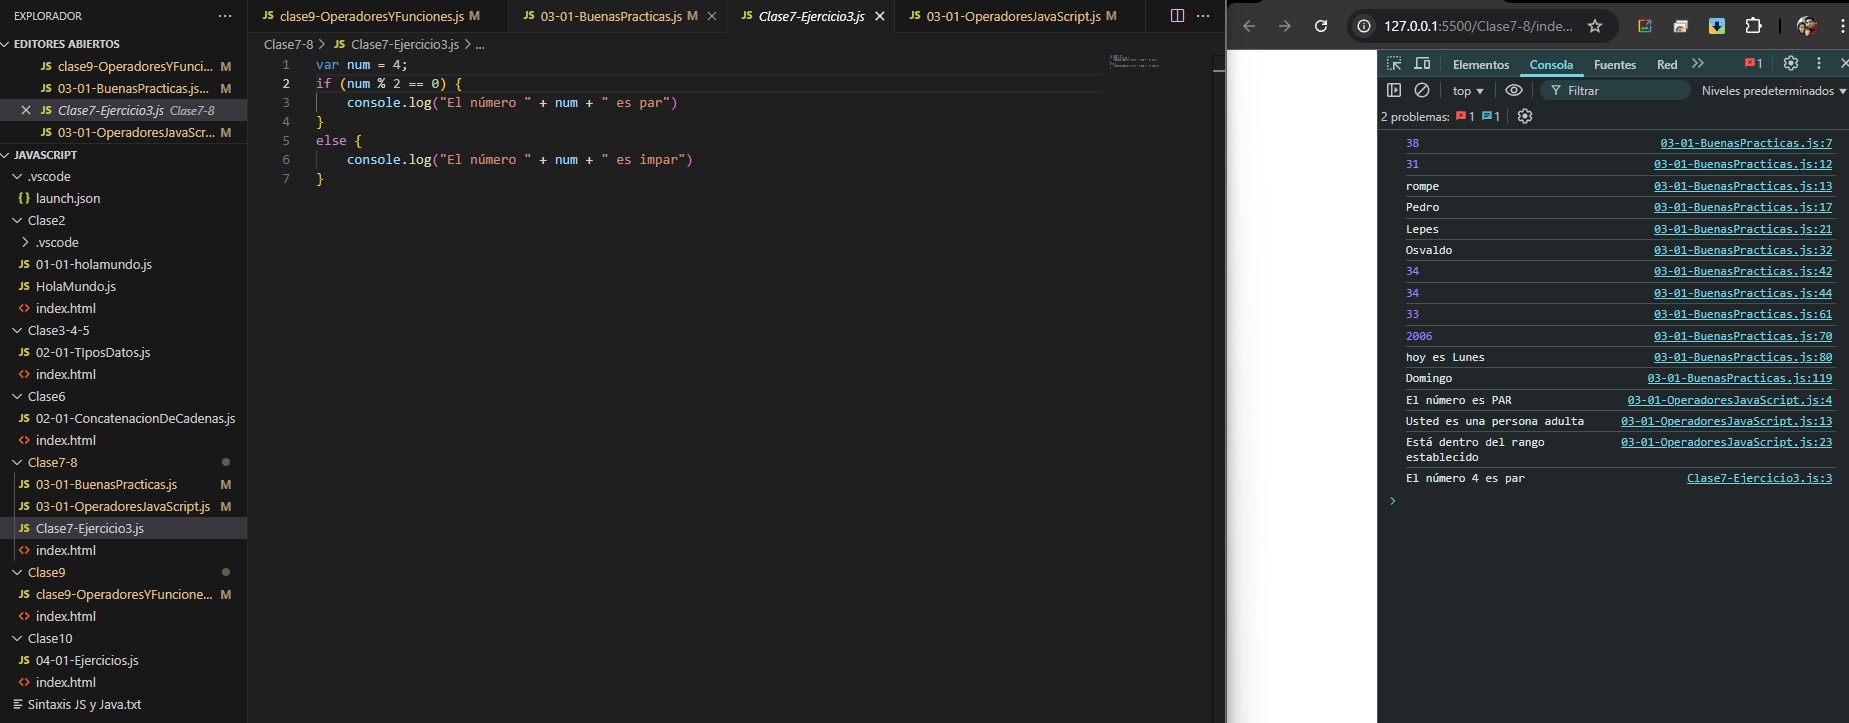 EXPLORADOR
EDITORES ABIERTOS
JS clase9-OperadoresYFunci... M
JS 03-01-BuenasPracticas.js... M
JS Clase7-Ejercicio3.js Clase7-8
JS 03-01-OperadoresJavaScr... M
JAVASCRIPT
.vscode
{} launch.json
Clase2
.vscode
JS 01-01-holamundo.js
JS HolaMundo.js
<> index.html
Clase3-4-5
JS 02-01-TIposDatos.js
<> index.html
Clase6
JS 02-01-ConcatenacionDeCadenas.js
<> index.html
Clase7-8
JS 03-01-BuenasPracticas.js M
JS 03-01-OperadoresJavaScript.js M
JS Clase7-Ejercicio3.js
<> index.html
Clase9
JS clase9-OperadoresYFuncione... M
<> index.html
Clase10
JS 04-01-Ejercicios.js
<> index.html
Sintaxis JS y Java.txt
JS clase9-OperadoresYFunciones.js M
JS 03-01-BuenasPracticas.js M
JS Clase7-Ejercicio3.js
JS 03-01-OperadoresJavaScript.js M
Clase7-8 > JS Clase7-Ejercicio3.js > ...
1 var num = 4;
2 if (num % 2 == 0) {
3 console.log("El número " + num + " es par")
4 }
5 else {
6 console.log("El número " + num + " es impar")
7 }
127.0.0.1:5500/Clase7-8/inde...
Elementos Consola Fuentes Red 1
top Filtrar Niveles predeterminados
2 problemas: 1 1
38 03-01-BuenasPracticas.js:7
31 03-01-BuenasPracticas.js:12
rompe 03-01-BuenasPracticas.js:13
Pedro 03-01-BuenasPracticas.js:17
Lepes 03-01-BuenasPracticas.js:21
Osvaldo 03-01-BuenasPracticas.js:32
34 03-01-BuenasPracticas.js:42
34 03-01-BuenasPracticas.js:44
33 03-01-BuenasPracticas.js:61
2006 03-01-BuenasPracticas.js:70
hoy es Lunes 03-01-BuenasPracticas.js:80
Domingo 03-01-BuenasPracticas.js:119
El número es PAR 03-01-OperadoresJavaScript.js:4
Usted es una persona adulta 03-01-OperadoresJavaScript.js:13
Está dentro del rango 03-01-OperadoresJavaScript.js:23
establecido
El número 4 es par Clase7-Ejercicio3.js:3